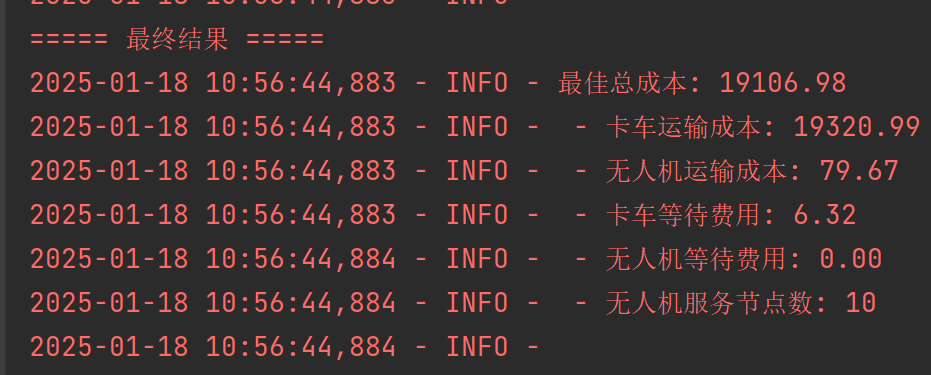 ===== 最终结果 =====
2025-01-18 10:56:44,883 - INFO - 最佳总成本: 19106.98
2025-01-18 10:56:44,883 - INFO -  - 卡车运输成本: 19320.99
2025-01-18 10:56:44,883 - INFO -  - 无人机运输成本: 79.67
2025-01-18 10:56:44,883 - INFO -  - 卡车等待费用: 6.32
2025-01-18 10:56:44,884 - INFO -  - 无人机等待费用: 0.00
2025-01-18 10:56:44,884 - INFO -  - 无人机服务节点数: 10
2025-01-18 10:56:44,884 - INFO -